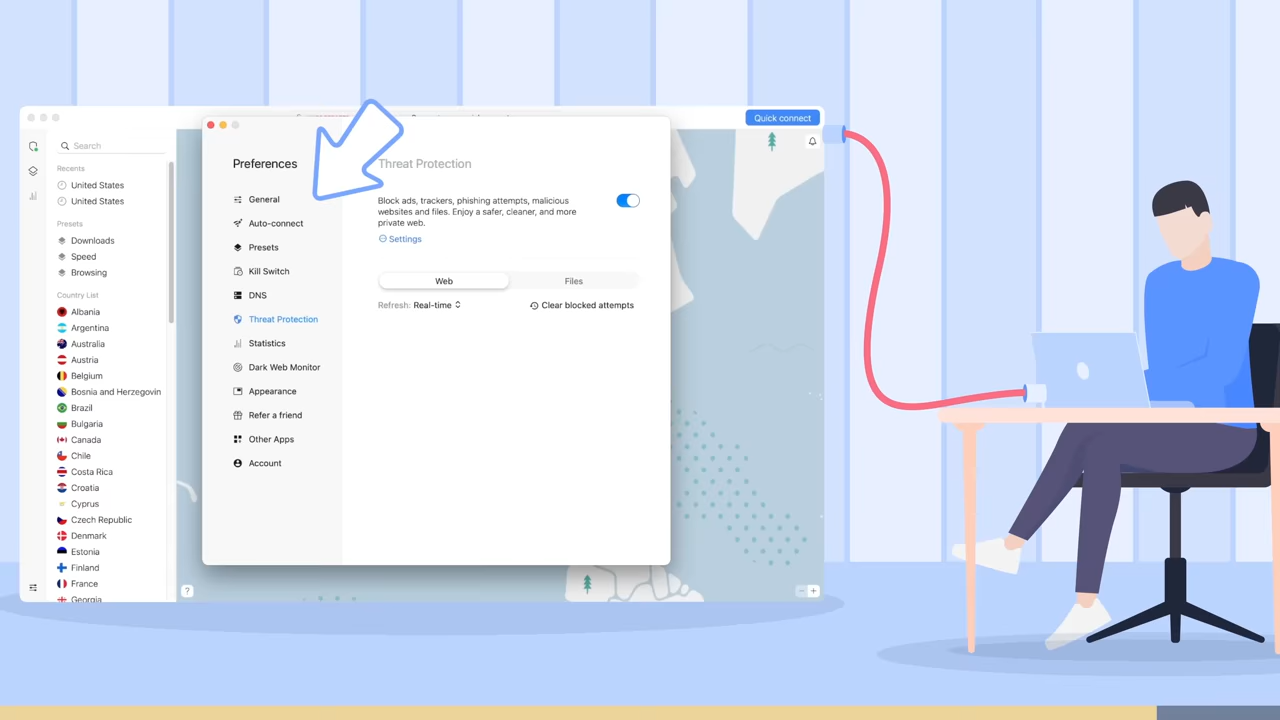 Quick connect
Search
Recents
United States
United States
Presets
Downloads
Speed
Browsing
Country List
Albania
Argentina
Australia
Austria
Belgium
Bosnia and Herzegovin
Brazil
Bulgaria
Canada
Chile
Costa Rica
Croatia
Cyprus
Czech Republic
Denmark
Estonia
Finland
France
Georgia
?
Preferences
General
Auto-connect
Presets
Kill Switch
DNS
Threat Protection
Statistics
Dark Web Monitor
Appearance
Refer a friend
Other Apps
Account
Threat Protection
Block ads, trackers, phishing attempts, malicious
websites and files. Enjoy a safer, cleaner, and more
private web.
Settings
Web Files
Refresh: Real-time Clear blocked attempts